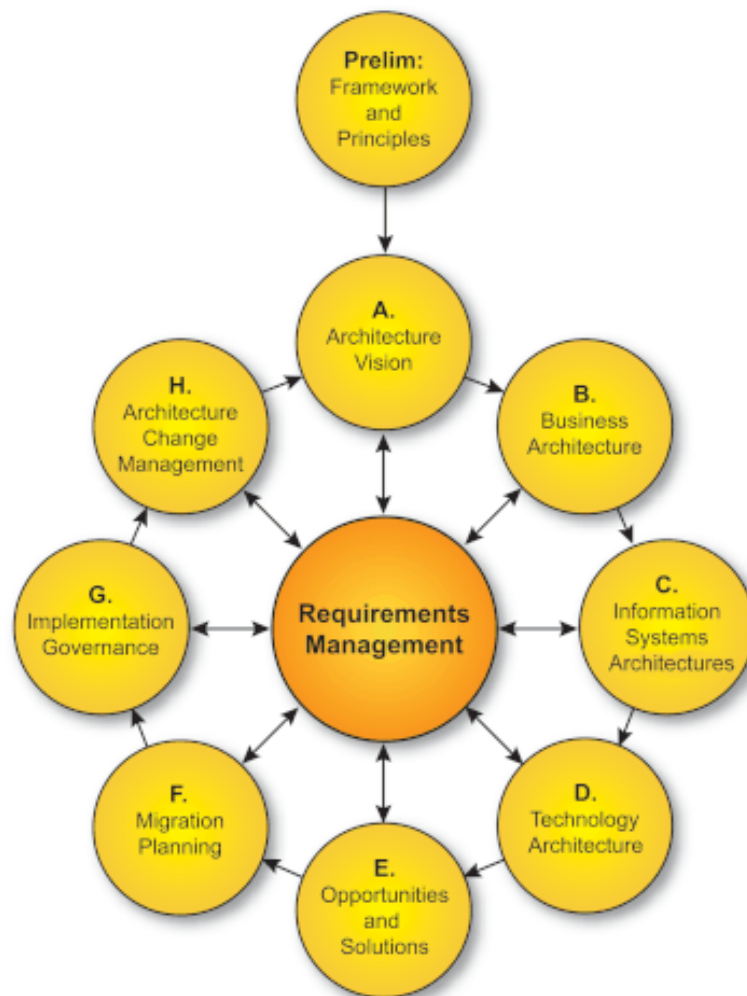 Prelim:
Framework
and
Principles
A.
Architecture
Vision
B.
Business
Architecture
C.
Information
Systems
Architectures
D.
Technology
Architecture
E.
Opportunities
and
Solutions
F.
Migration
Planning
G.
Implementation
Governance
H.
Architecture
Change
Management
Requirements
Management